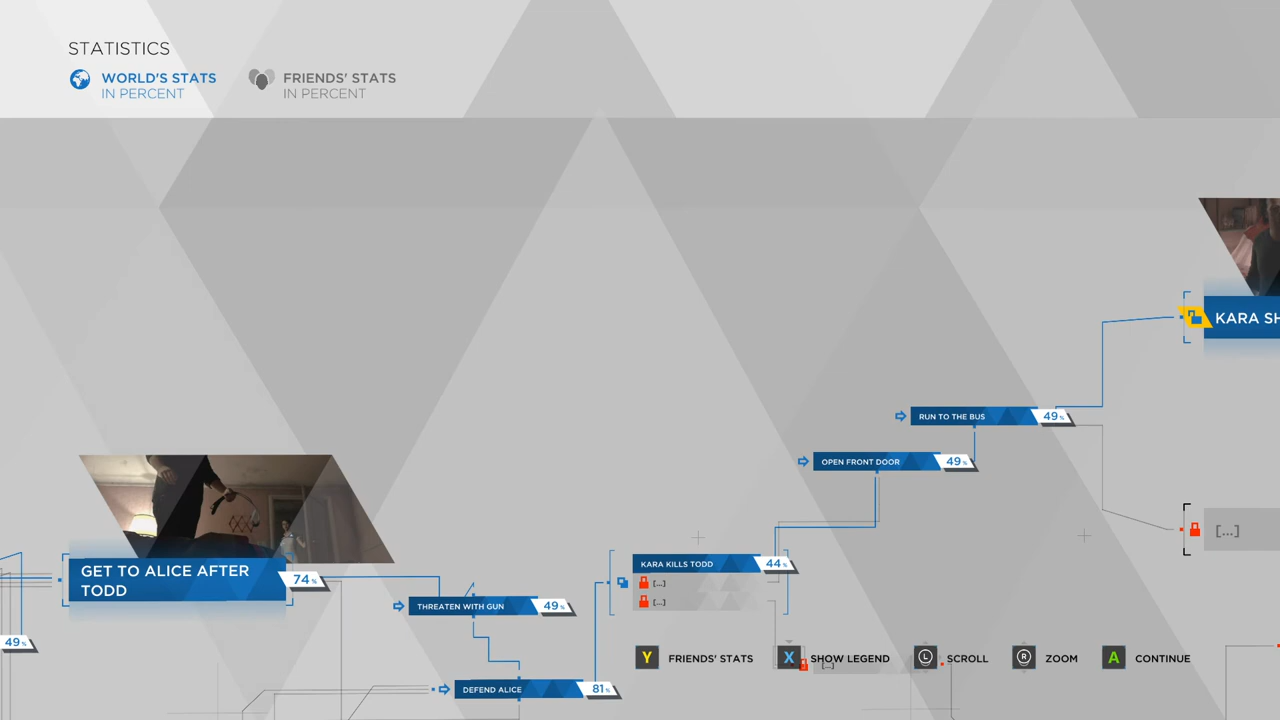 STATISTICS
WORLD'S STATS
IN PERCENT
FRIENDS' STATS
IN PERCENT
KARA SH
RUN TO THE BUS 49%
OPEN FRONT DOOR 49%
[...]
GET TO ALICE AFTER
TODD
74%
KARA KILLS TODD 44%
[...]
[...]
THREATEN WITH GUN 49%
49%
Y FRIENDS' STATS X SHOW LEGEND L SCROLL R ZOOM A CONTINUE
[...]
DEFEND ALICE 81%